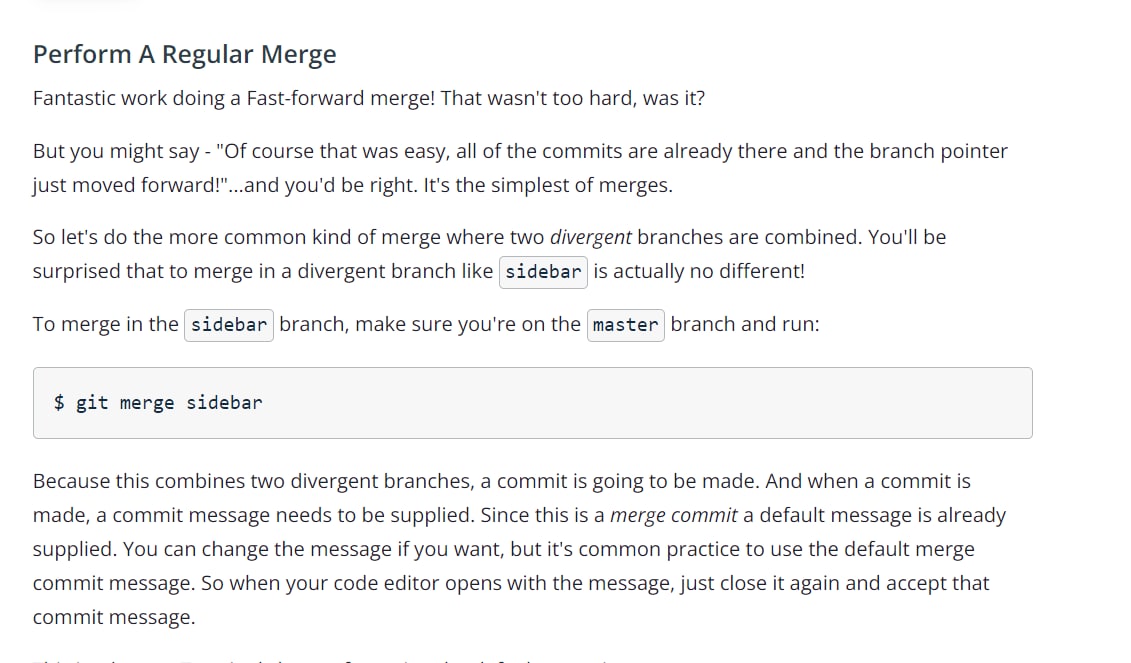 Perform A Regular Merge
Fantastic work doing a Fast-forward merge! That wasn't too hard, was it?
But you might say - "Of course that was easy, all of the commits are already there and the branch pointer
just moved forward!"...and you'd be right. It's the simplest of merges.
So let's do the more common kind of merge where two divergent branches are combined. You'll be
surprised that to merge in a divergent branch like sidebar is actually no different!
To merge in the sidebar branch, make sure you're on the master branch and run:
$ git merge sidebar
Because this combines two divergent branches, a commit is going to be made. And when a commit is
made, a commit message needs to be supplied. Since this is a merge commit a default message is already
supplied. You can change the message if you want, but it's common practice to use the default merge
commit message. So when your code editor opens with the message, just close it again and accept that
commit message.